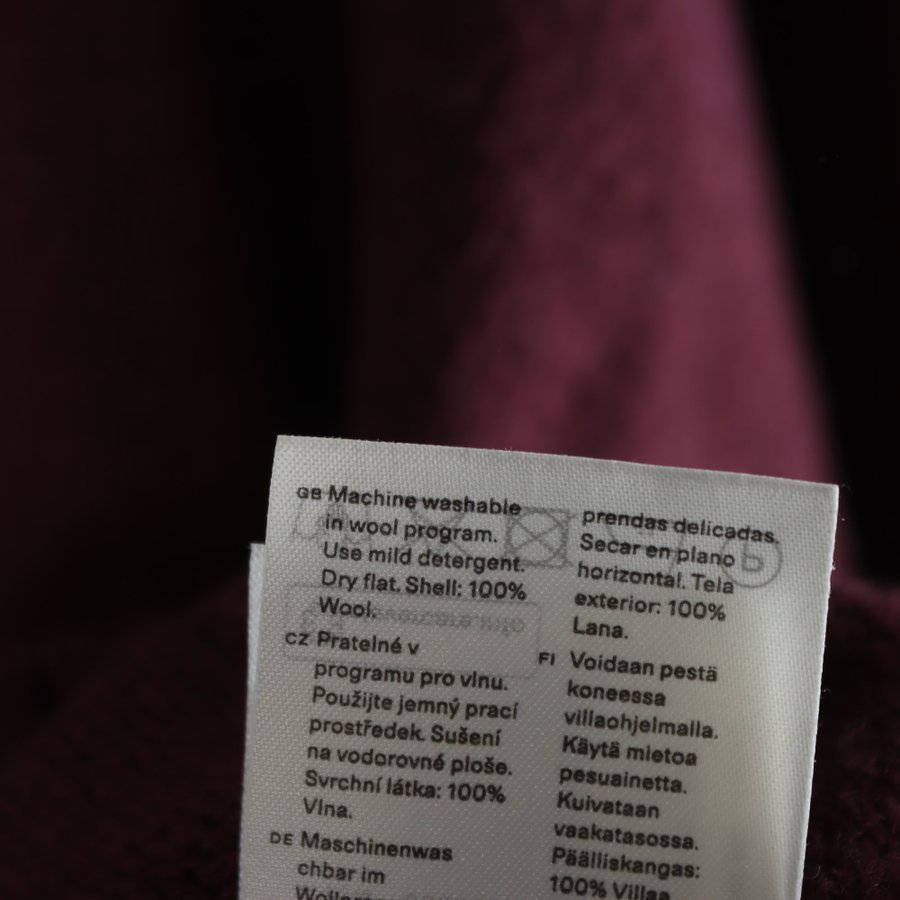 GB Machine washable
in wool program.
Use mild detergent.
Dry flat. Shell: 100%
Wool.
CZ Pratelné v
programu pro vlnu.
Použijte jemný prací
prostředek. Sušení
na vodorovné ploše.
Svrchní látka: 100%
Vlna.
DE Maschinenwas
chbar im
prendas delicadas.
Secar en plano
horizontal. Tela
exterior: 100%
Lana.
FI Voidaan pestä
koneessa
villaohjelmalla.
Käytä mietoa
pesuainetta.
Kuivataan
vaakatasossa.
Päälliskangas:
100% Villaa